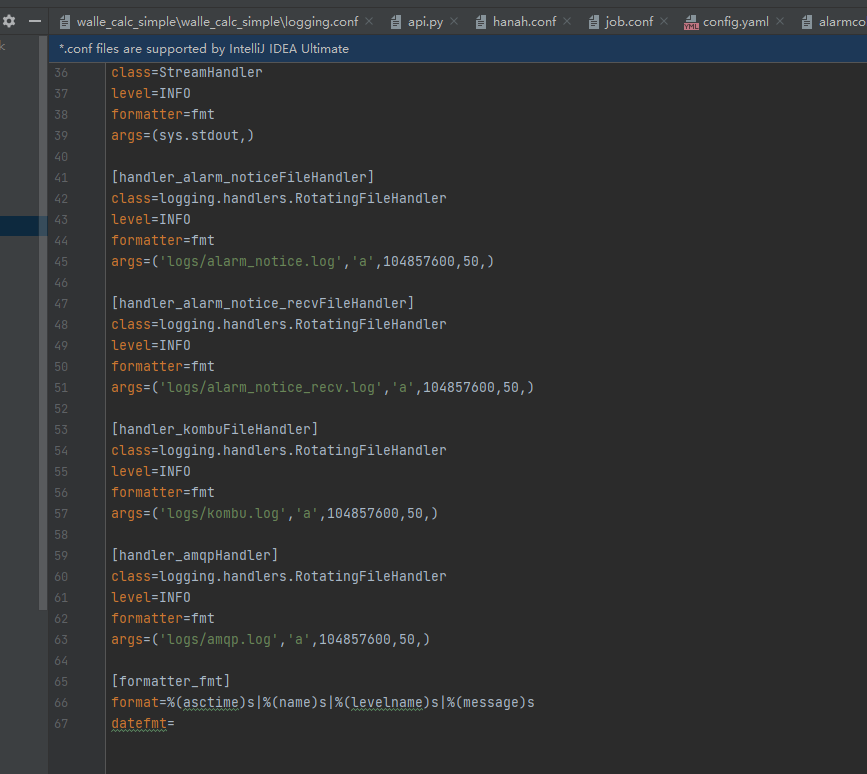 walle_calc_simple\walle_calc_simple\logging.conf api.py hanah.conf job.conf config.yaml alarmco
*.conf files are supported by IntelliJ IDEA Ultimate
36 class=StreamHandler
37 level=INFO
38 formatter=fmt
39 args=(sys.stdout,)
40
41 [handler_alarm_noticeFileHandler]
42 class=logging.handlers.RotatingFileHandler
43 level=INFO
44 formatter=fmt
45 args=('logs/alarm_notice.log','a',104857600,50,)
46
47 [handler_alarm_notice_recvFileHandler]
48 class=logging.handlers.RotatingFileHandler
49 level=INFO
50 formatter=fmt
51 args=('logs/alarm_notice_recv.log','a',104857600,50,)
52
53 [handler_kombuFileHandler]
54 class=logging.handlers.RotatingFileHandler
55 level=INFO
56 formatter=fmt
57 args=('logs/kombu.log','a',104857600,50,)
58
59 [handler_amqpHandler]
60 class=logging.handlers.RotatingFileHandler
61 level=INFO
62 formatter=fmt
63 args=('logs/amqp.log','a',104857600,50,)
64
65 [formatter_fmt]
66 format=%(asctime)s|%(name)s|%(levelname)s|%(message)s
67 datefmt=